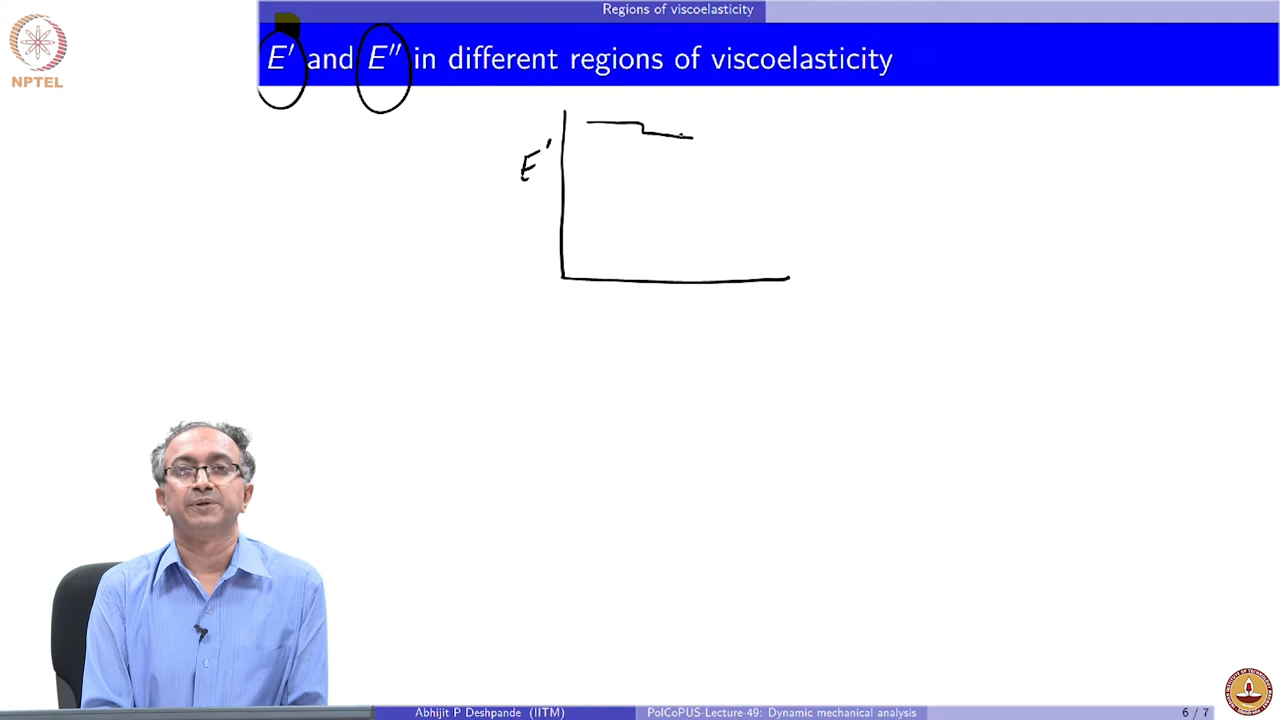 Regions of viscoelasticity
E′ and E″ in different regions of viscoelasticity
NPTEL
E′
Abhijit P Deshpande (IITM)
PolCoPUS-Lecture-49: Dynamic mechanical analysis
6 / 7